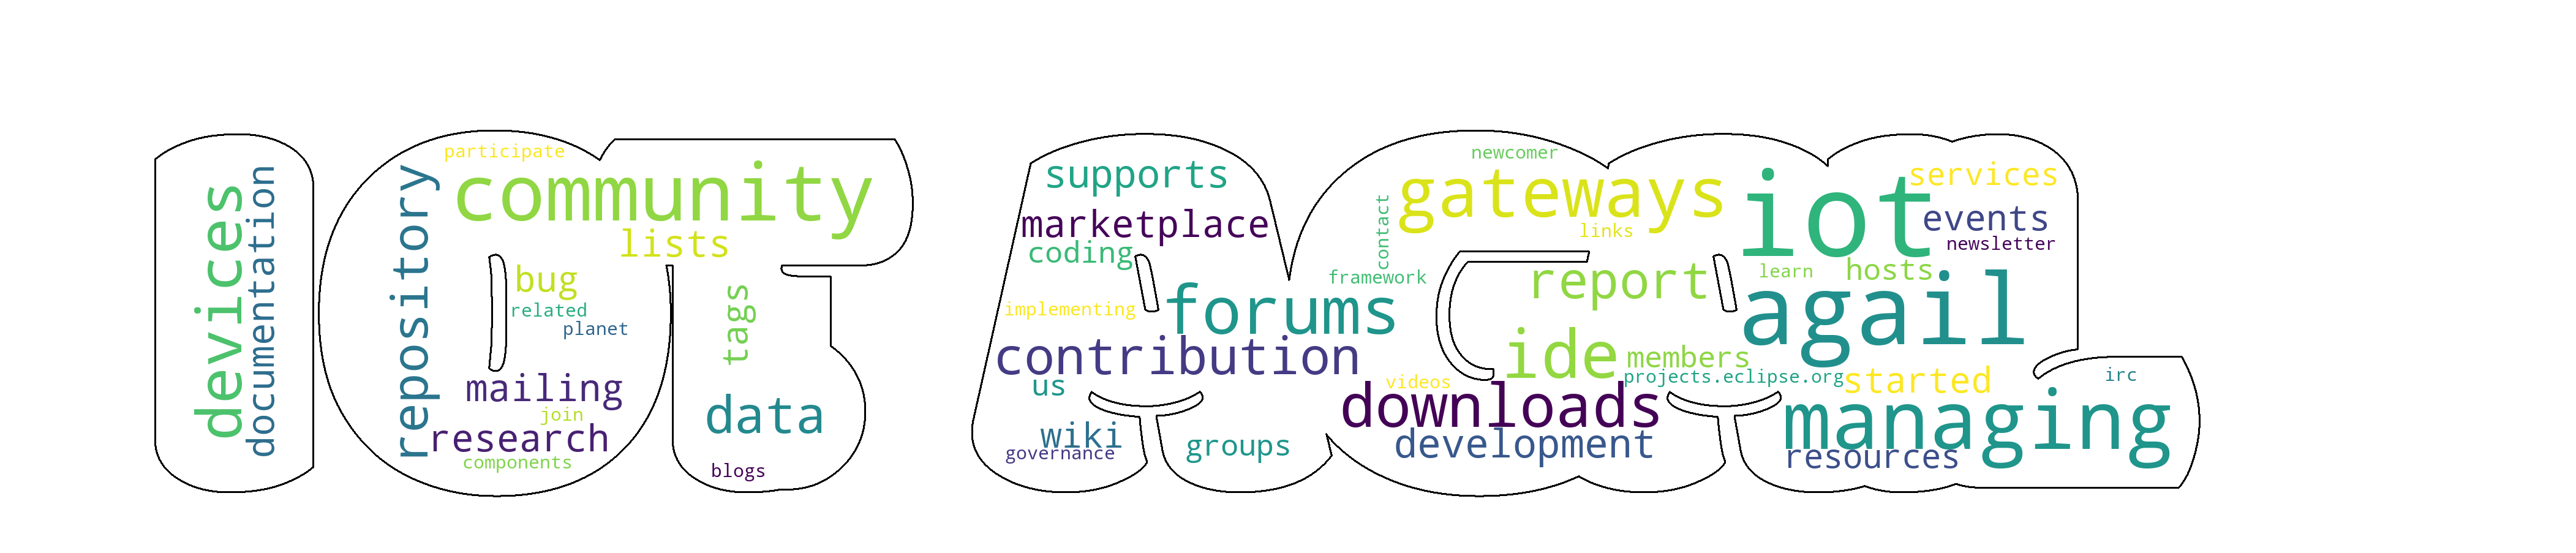 devices
documentation
repository
participate
community
lists
bug
related
planet
mailing
join
research
components
tags
data
blogs
supports
marketplace
coding
implementing
forums
contribution
us
wiki
governance
groups
newcomer
contact
gateways
links
framework
report
ide
members
projects.eclipse.org
videos
downloads
development
iot
services
events
newsletter
learn
hosts
agail
started
irc
managing
resources